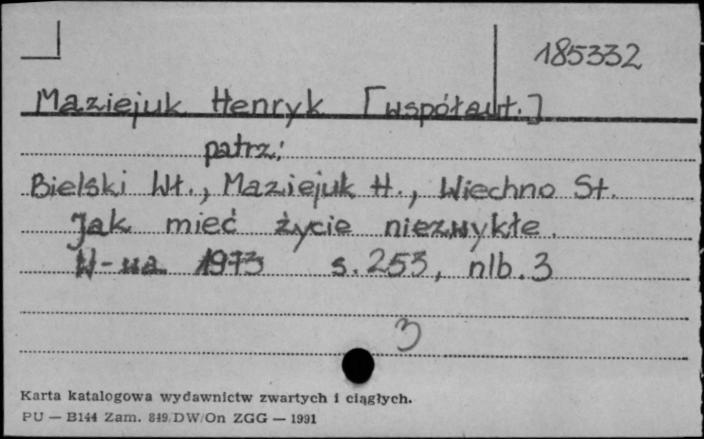 185332
Maziejuk Henryk [współaut.]
patrz:
Bielski Wł., Maziejuk H., Wiechno St.
Jak mieć życie niezwykłe.
W-wa 1973 s. 253, nlb. 3
3
Karta katalogowa wydawnictw zwartych i ciągłych.
PU — B144 Zam. 849/DW/On ZGG — 1991